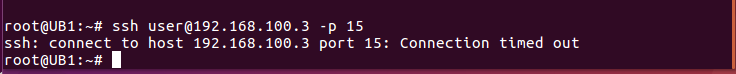 root@UB1:~# ssh user@192.168.100.3 -p 15
ssh: connect to host 192.168.100.3 port 15: Connection timed out
root@UB1:~#